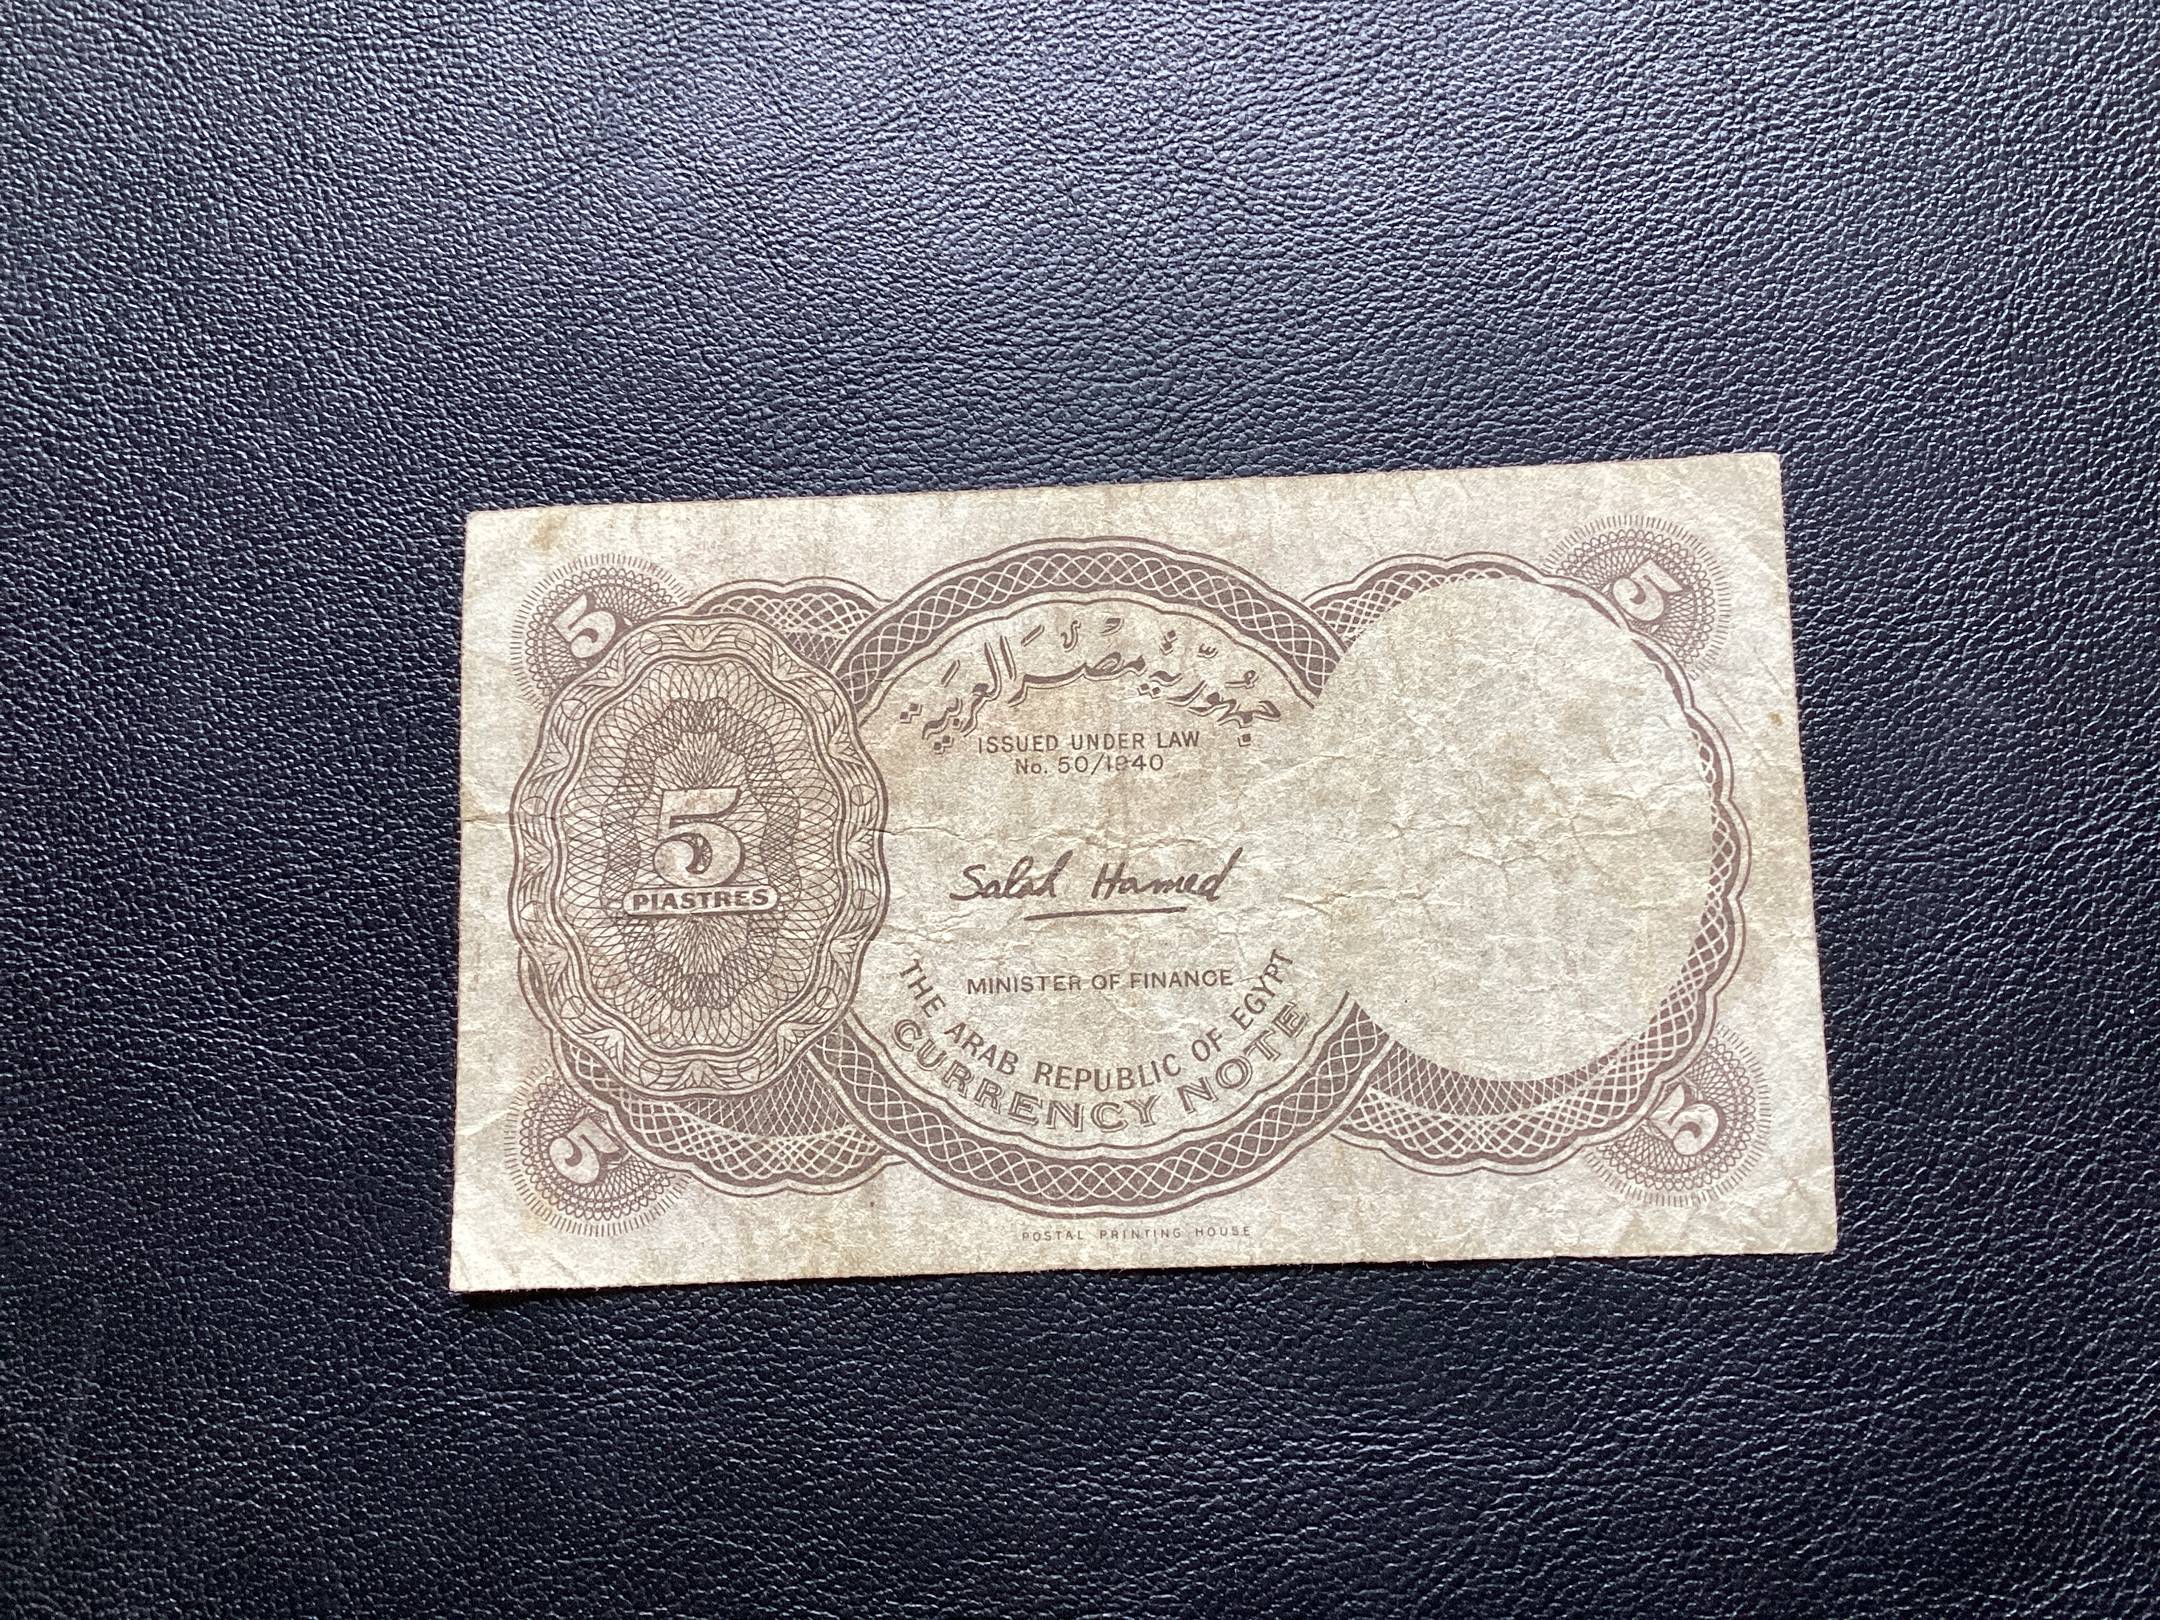 5
5
جمهورية مصر العربية
ISSUED UNDER LAW
No. 50/1940
5
PIASTRES
Salah Hamed
MINISTER OF FINANCE
THE ARAB REPUBLIC OF EGYPT
CURRENCY NOTE
5
5
POSTAL PRINTING HOUSE